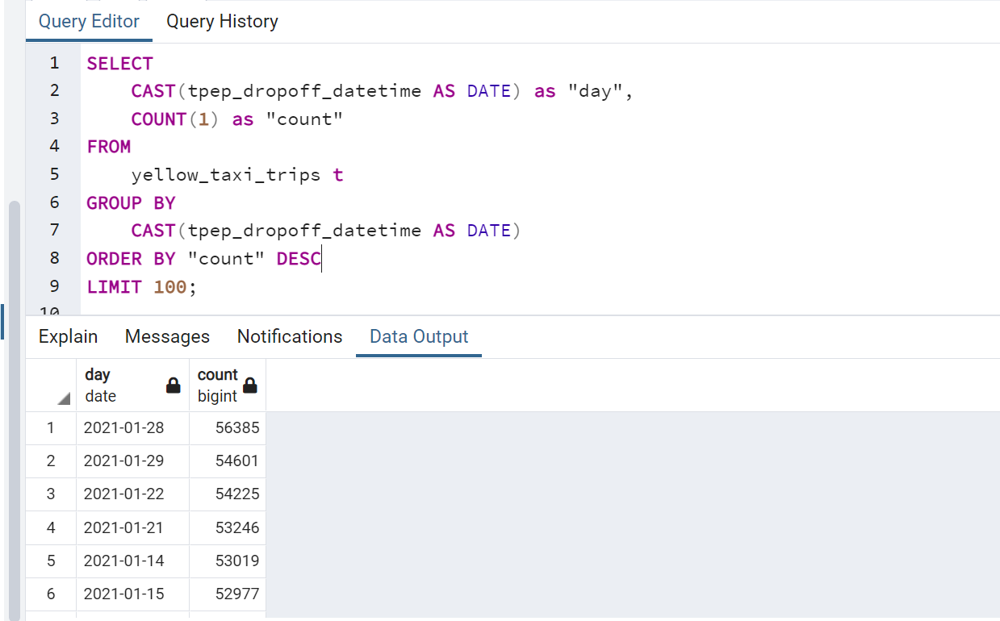 Query Editor Query History
1 SELECT
2 CAST(tpep_dropoff_datetime AS DATE) as "day",
3 COUNT(1) as "count"
4 FROM
5 yellow_taxi_trips t
6 GROUP BY
7 CAST(tpep_dropoff_datetime AS DATE)
8 ORDER BY "count" DESC
9 LIMIT 100;
10
Explain Messages Notifications Data Output
day count
date bigint
1 2021-01-28 56385
2 2021-01-29 54601
3 2021-01-22 54225
4 2021-01-21 53246
5 2021-01-14 53019
6 2021-01-15 52977